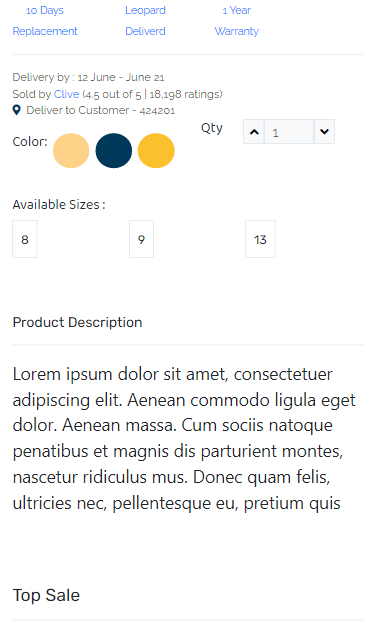 10 Days Leopard 1 Year
Replacement Deliverd Warranty
Delivery by : 12 June - June 21
Sold by Clive (4.5 out of 5 | 18,198 ratings)
Deliver to Customer - 424201
Color: Qty 1
Available Sizes :
8 9 13
Product Description
Lorem ipsum dolor sit amet, consectetuer
adipiscing elit. Aenean commodo ligula eget
dolor. Aenean massa. Cum sociis natoque
penatibus et magnis dis parturient montes,
nascetur ridiculus mus. Donec quam felis,
ultricies nec, pellentesque eu, pretium quis
Top Sale